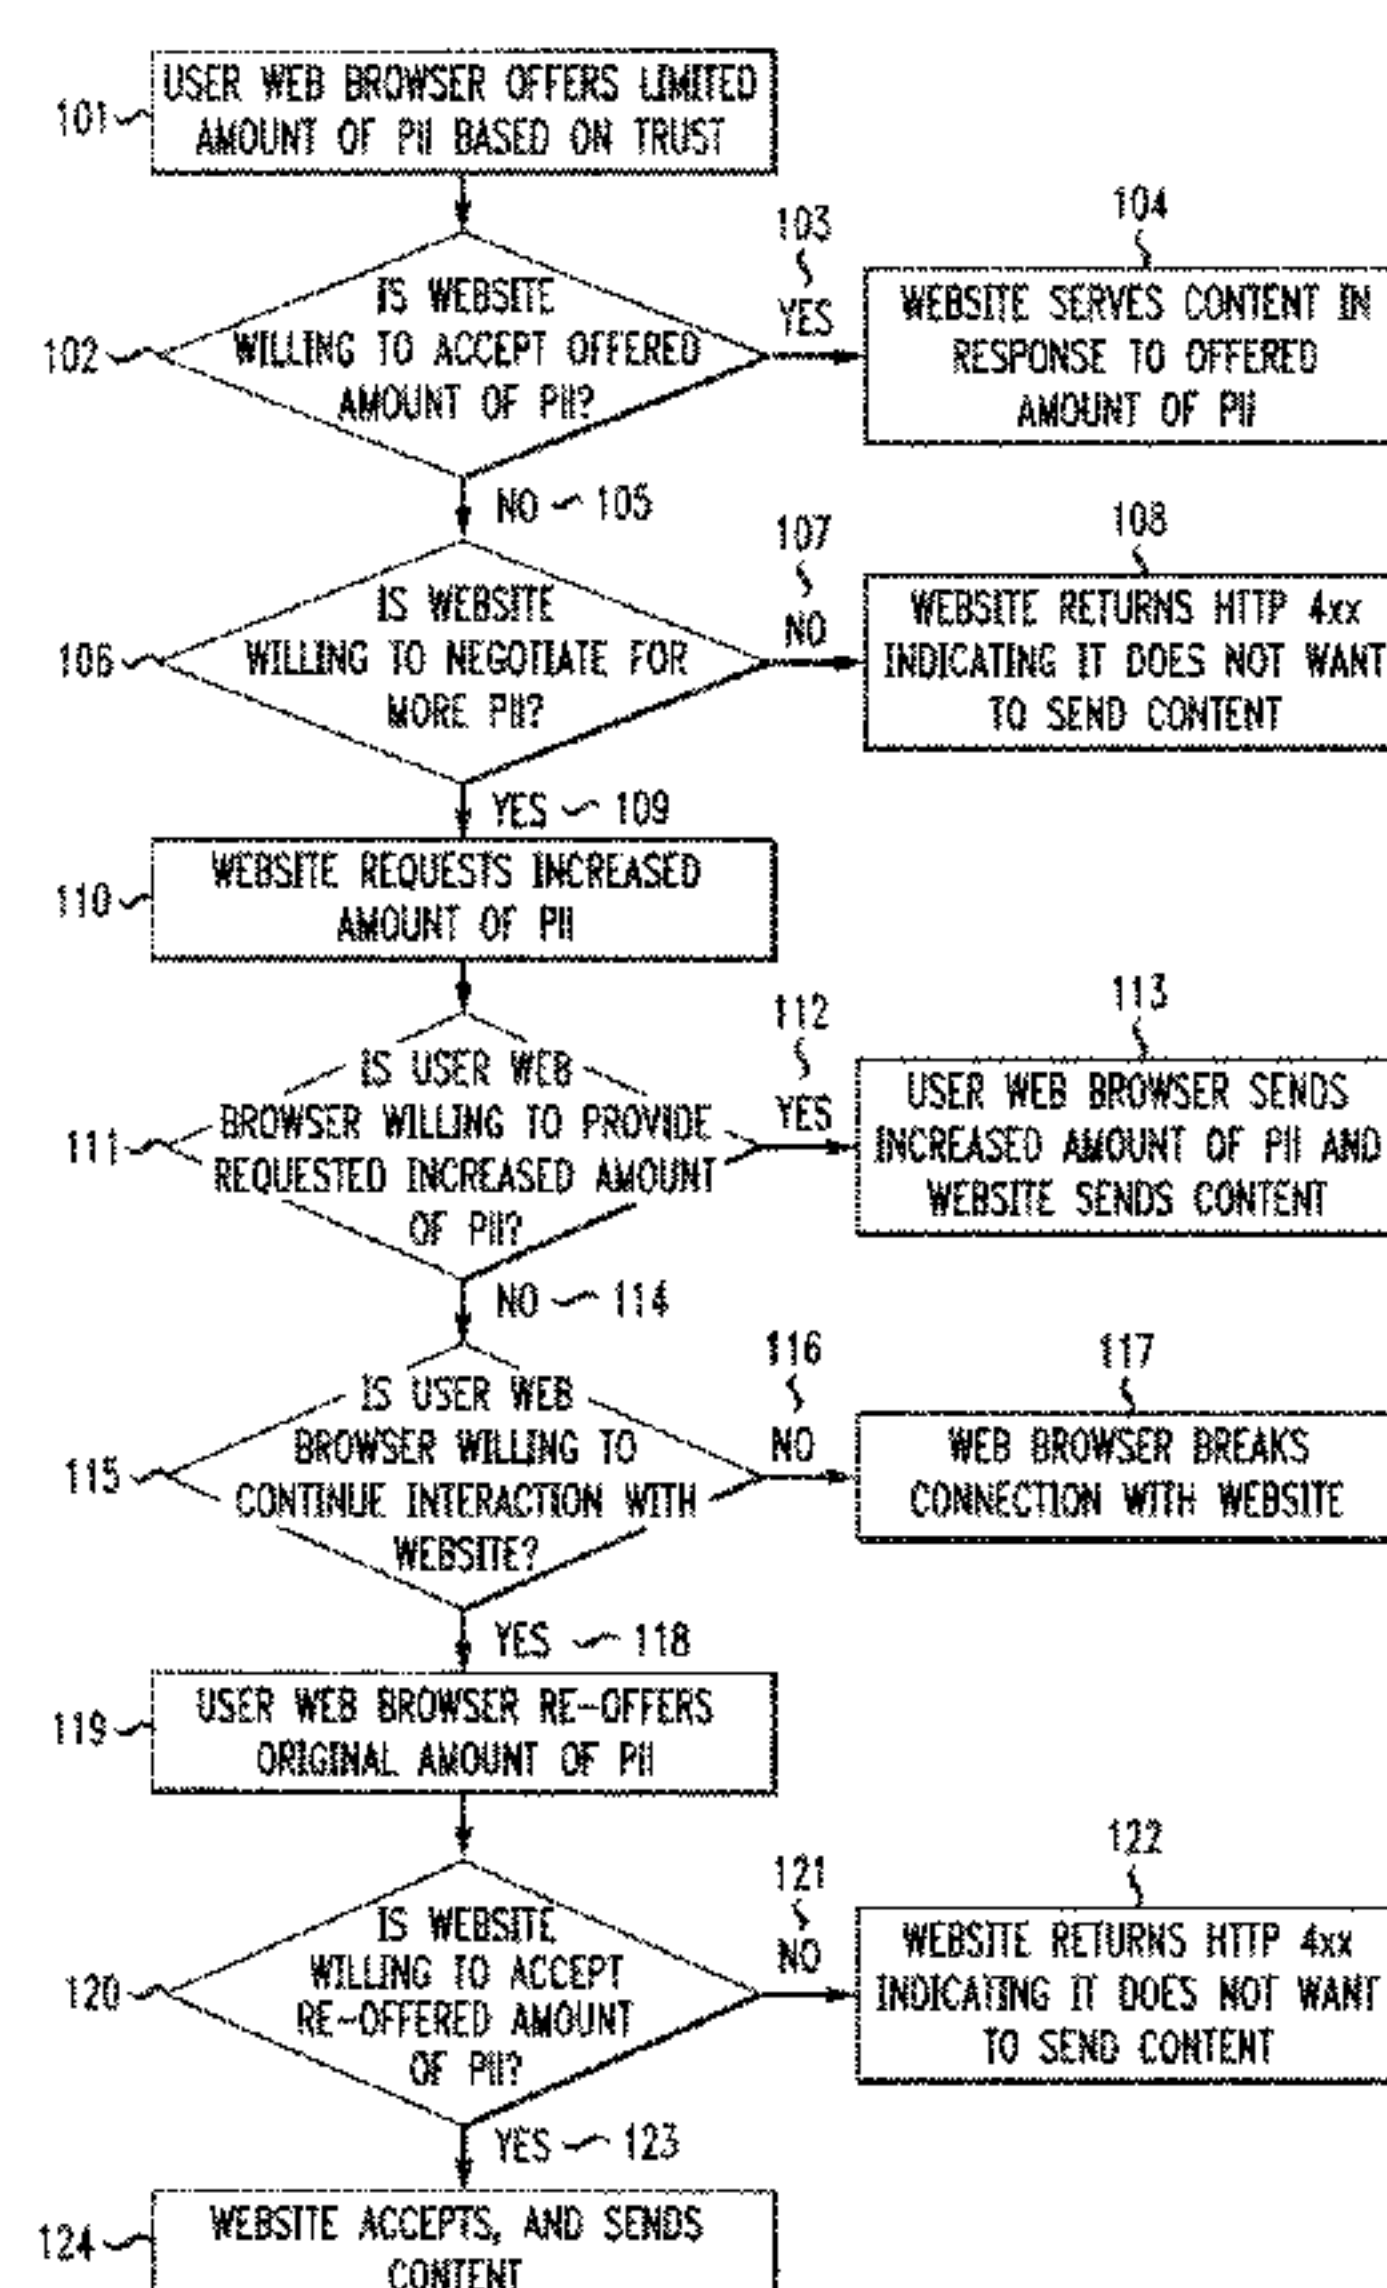 USER WEB BROWSER OFFERS LIMITED
AMOUNT OF PII BASED ON TRUST
101
IS WEBSITE
WILLING TO ACCEPT OFFERED
AMOUNT OF PII?
102
103
YES
104
WEBSITE SERVES CONTENT IN
RESPONSE TO OFFERED
AMOUNT OF PII
NO 105
IS WEBSITE
WILLING TO NEGOTIATE FOR
MORE PII?
106
107
NO
108
WEBSITE RETURNS HTTP 4xx
INDICATING IT DOES NOT WANT
TO SEND CONTENT
YES 109
WEBSITE REQUESTS INCREASED
AMOUNT OF PII
110
IS USER WEB
BROWSER WILLING TO PROVIDE
REQUESTED INCREASED AMOUNT
OF PII?
111
112
YES
113
USER WEB BROWSER SENDS
INCREASED AMOUNT OF PII AND
WEBSITE SENDS CONTENT
NO 114
IS USER WEB
BROWSER WILLING TO
CONTINUE INTERACTION WITH
WEBSITE?
115
116
NO
117
WEB BROWSER BREAKS
CONNECTION WITH WEBSITE
YES 118
USER WEB BROWSER RE-OFFERS
ORIGINAL AMOUNT OF PII
119
IS WEBSITE
WILLING TO ACCEPT
RE-OFFERED AMOUNT
OF PII?
120
121
NO
122
WEBSITE RETURNS HTTP 4xx
INDICATING IT DOES NOT WANT
TO SEND CONTENT
YES 123
WEBSITE ACCEPTS, AND SENDS
CONTENT
124